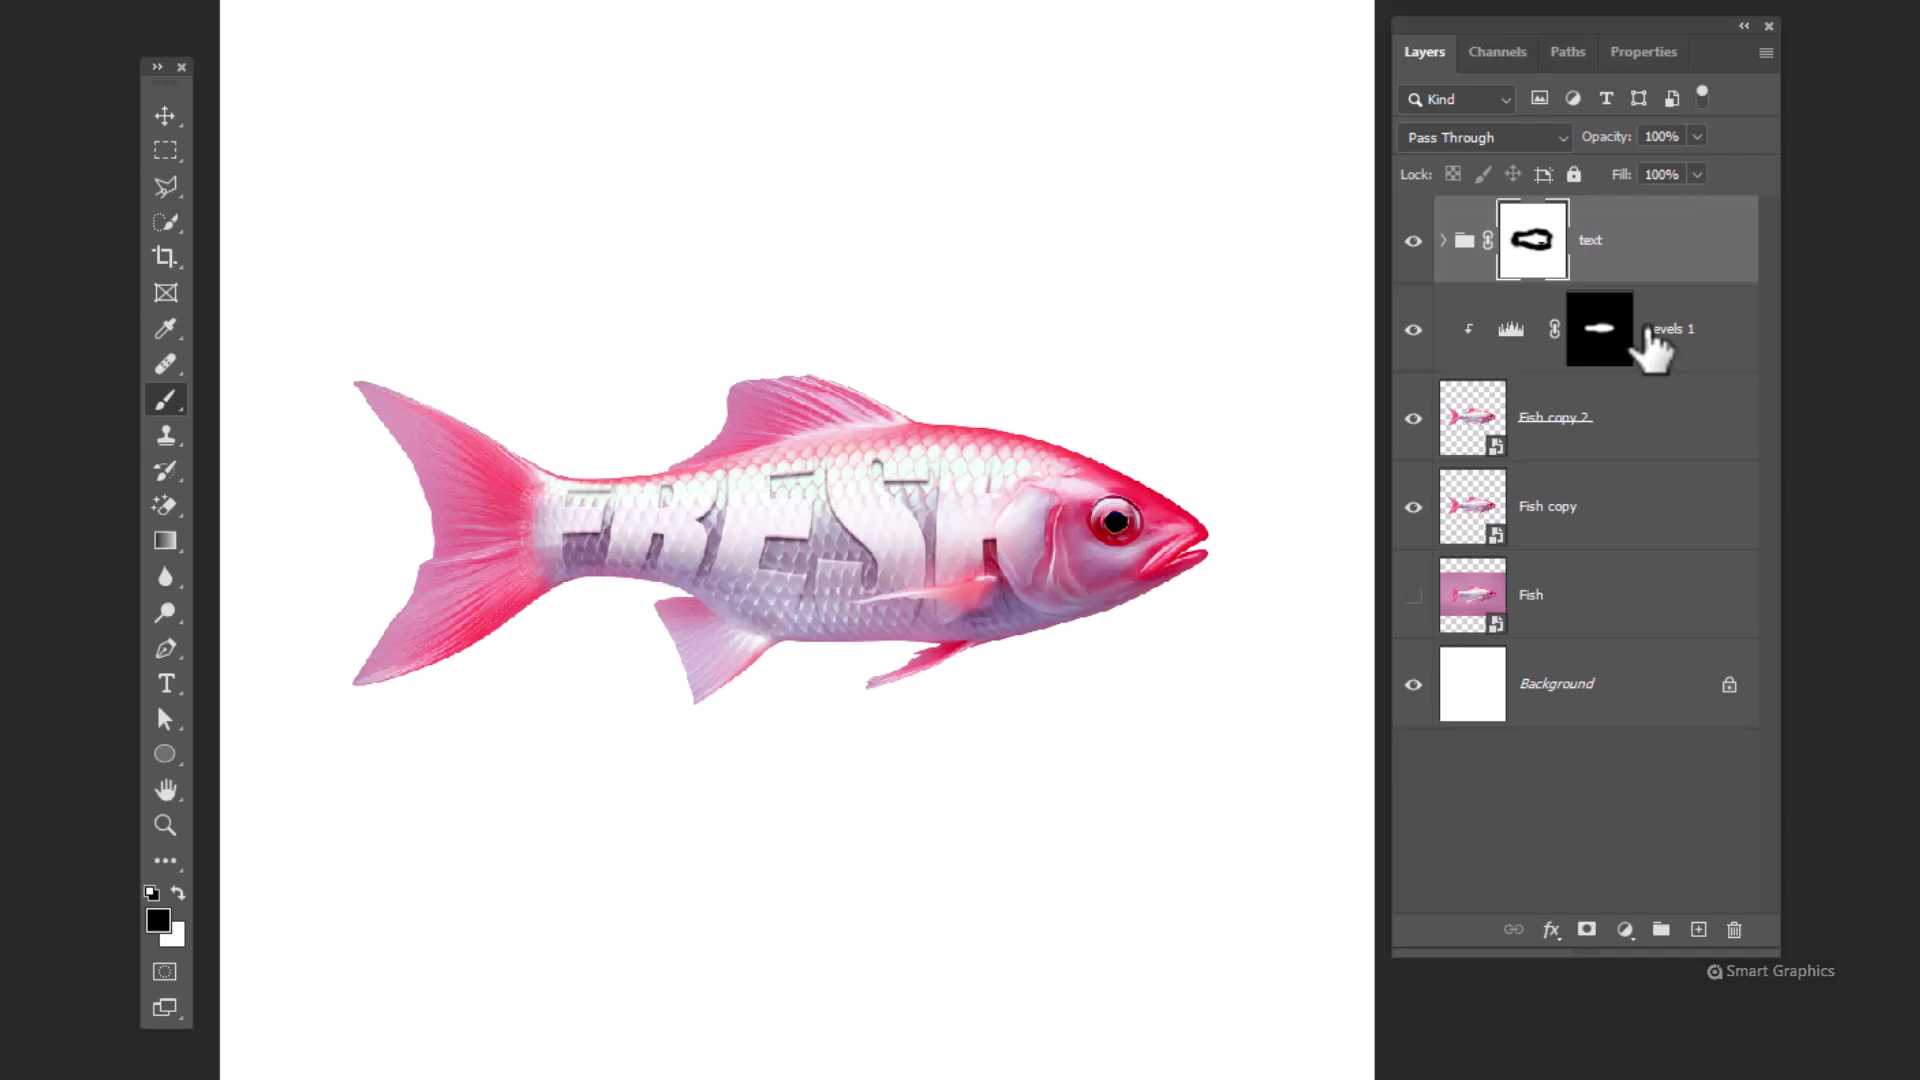 Layers Channels Paths Properties
Kind
Pass Through Opacity: 100%
Lock: Fill: 100%
text
evels 1
Fish copy 2
Fish copy
Fish
Background
fx
Smart Graphics
FRESH